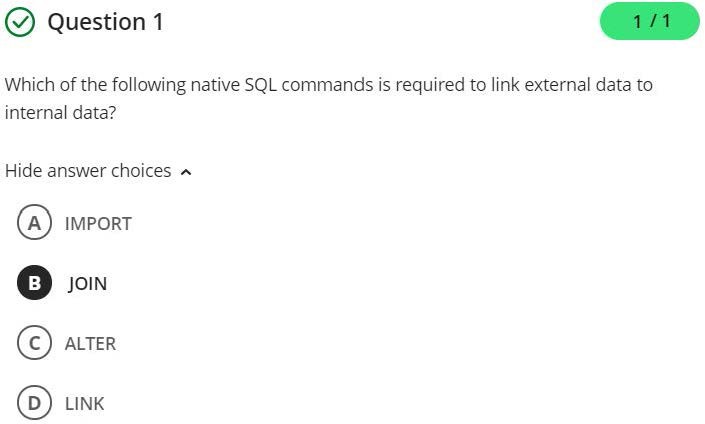 Question 1
1 / 1
Which of the following native SQL commands is required to link external data to
internal data?
Hide answer choices
A IMPORT
B JOIN
C ALTER
D LINK